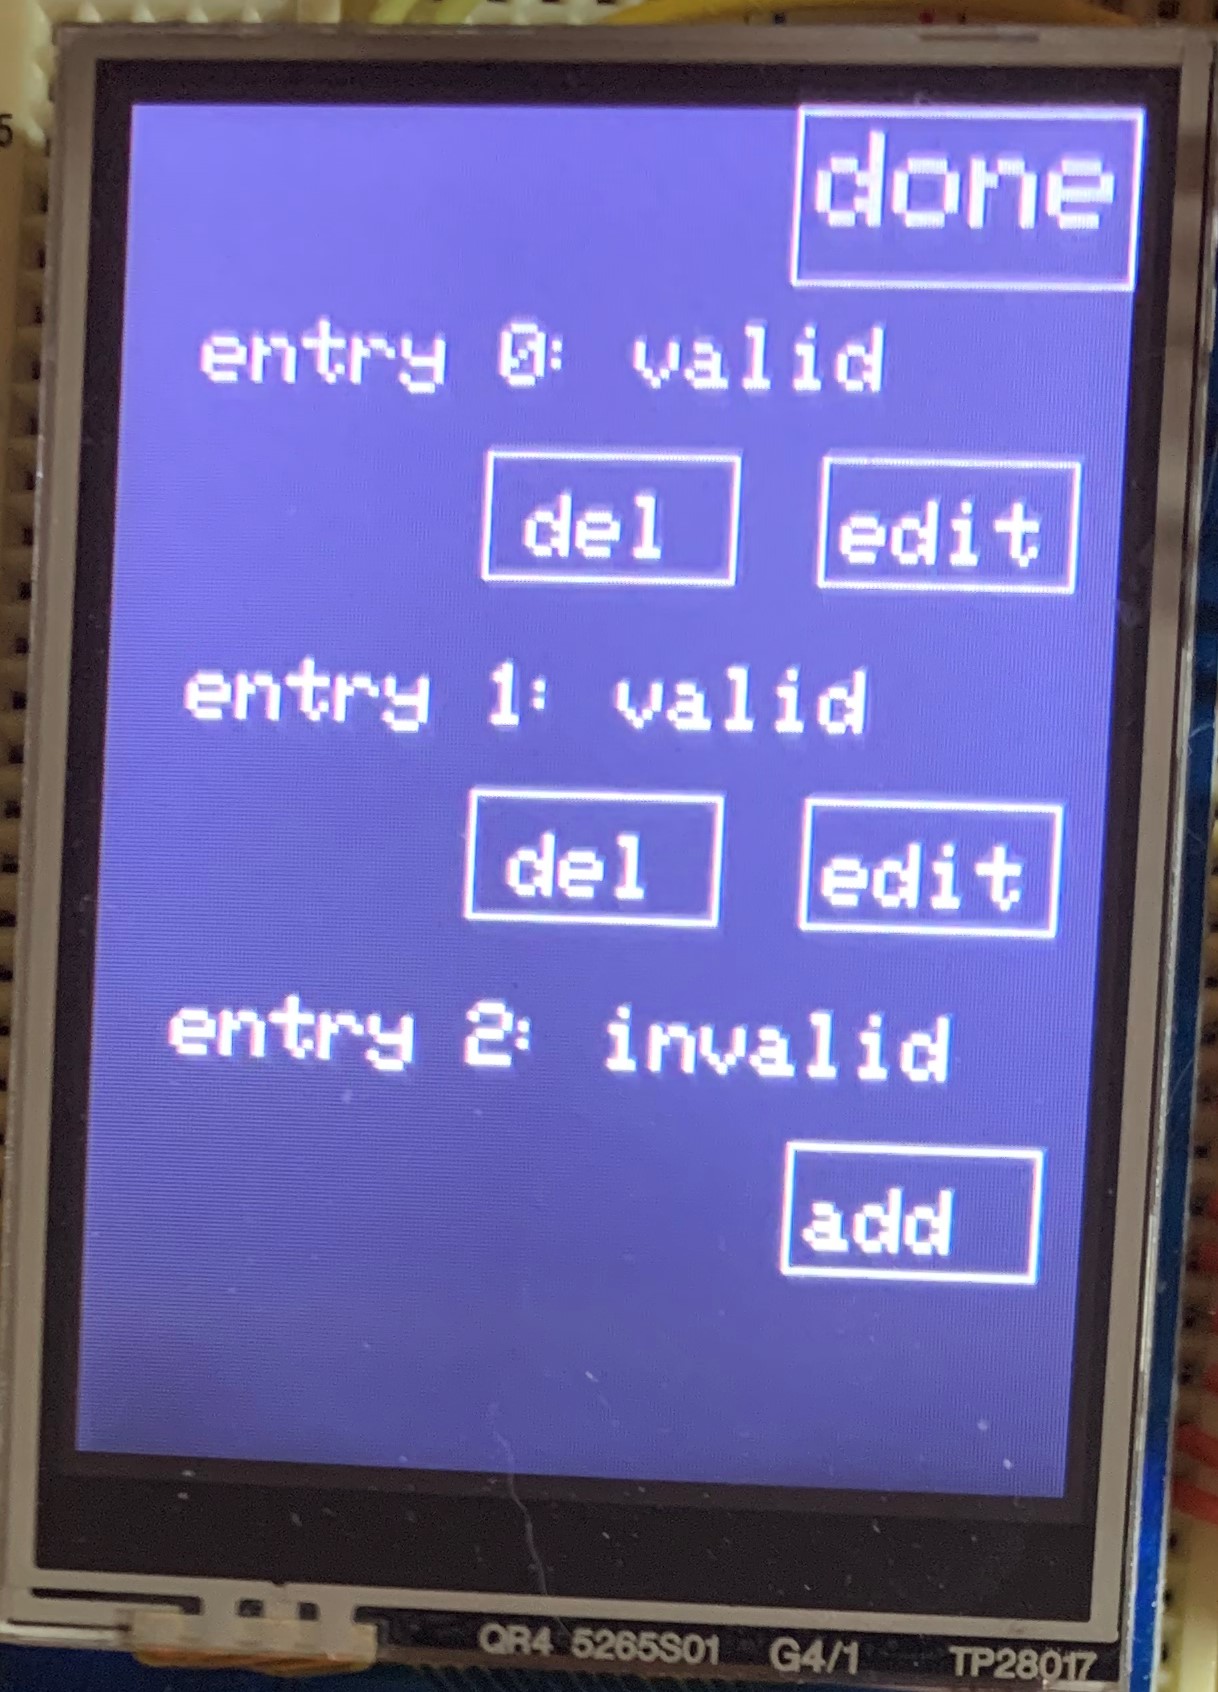 5
done
entry 0: valid
del edit
entry 1: valid
del edit
entry 2: invalid
add
QR4 5265S01 G4/1 TP28017